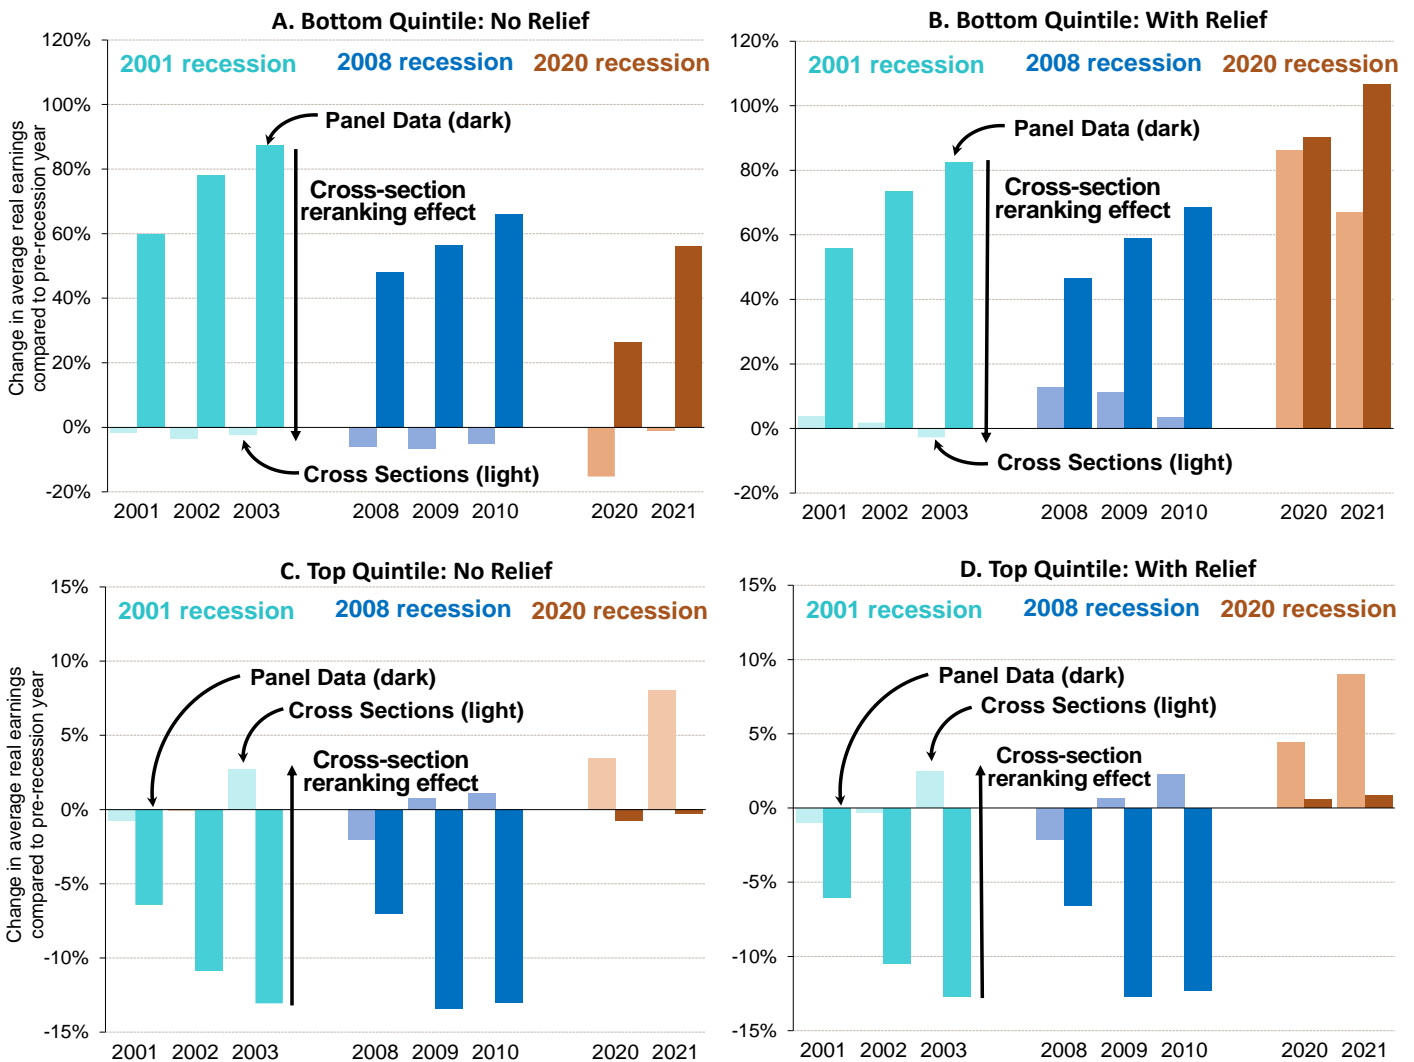 A. Bottom Quintile: No Relief
Change in average real earnings
compared to pre-recession year
120%
100%
80%
60%
40%
20%
0%
-20%
2001 recession
2008 recession
2020 recession
Panel Data (dark)
Cross-section
reranking effect
Cross Sections (light)
2001 2002 2003 2008 2009 2010 2020 2021
B. Bottom Quintile: With Relief
120%
100%
80%
60%
40%
20%
0%
-20%
2001 recession
2008 recession
2020 recession
Panel Data (dark)
Cross-section
reranking effect
Cross Sections (light)
2001 2002 2003 2008 2009 2010 2020 2021
C. Top Quintile: No Relief
Change in average real earnings
compared to pre-recession year
15%
10%
5%
0%
-5%
-10%
-15%
2001 recession
2008 recession
2020 recession
Panel Data (dark)
Cross Sections (light)
Cross-section
reranking effect
2001 2002 2003 2008 2009 2010 2020 2021
D. Top Quintile: With Relief
15%
10%
5%
0%
-5%
-10%
-15%
2001 recession
2008 recession
2020 recession
Panel Data (dark)
Cross Sections (light)
Cross-section
reranking effect
2001 2002 2003 2008 2009 2010 2020 2021